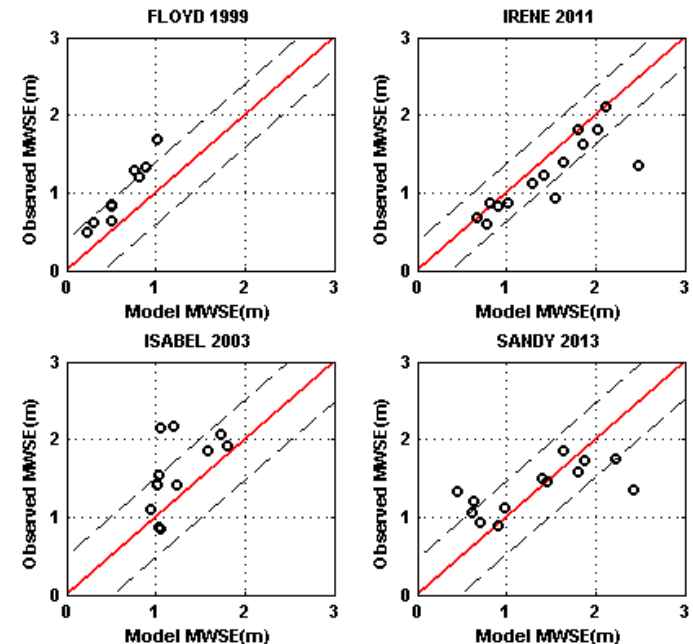 FLOYD 1999
Observed MWSE(m)
3
2
1
0
0 1 2 3
Model MWSE(m)
IRENE 2011
Observed MWSE(m)
3
2
1
0
0 1 2 3
Model MWSE(m)
ISABEL 2003
Observed MWSE(m)
3
2
1
0
0 1 2 3
Model MWSE(m)
SANDY 2013
Observed MWSE(m)
3
2
1
0
0 1 2 3
Model MWSE(m)